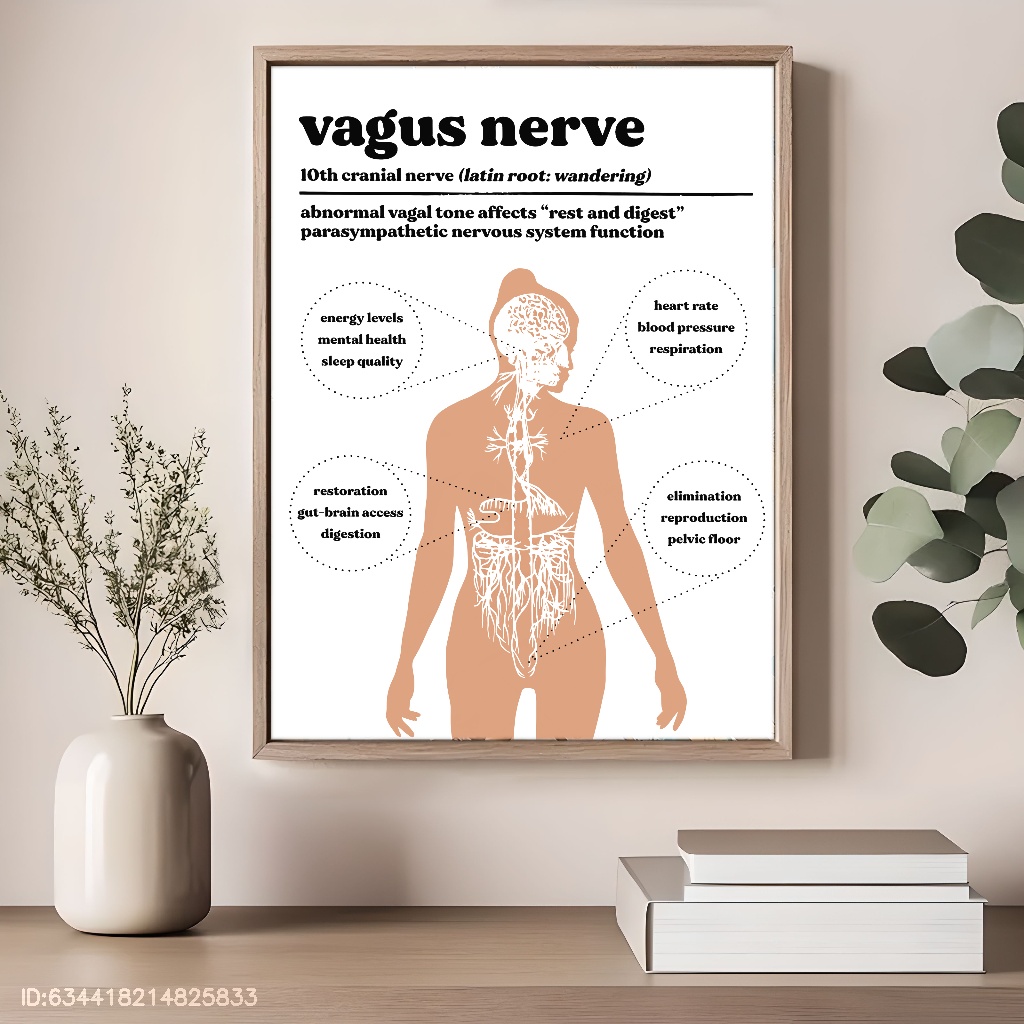 vagus nerve
10th cranial nerve (latin root: wandering)
abnormal vagal tone affects “rest and digest”
parasympathetic nervous system function
energy levels
mental health
sleep quality
heart rate
blood pressure
respiration
restoration
gut-brain access
digestion
elimination
reproduction
pelvic floor
ID:634418214825833